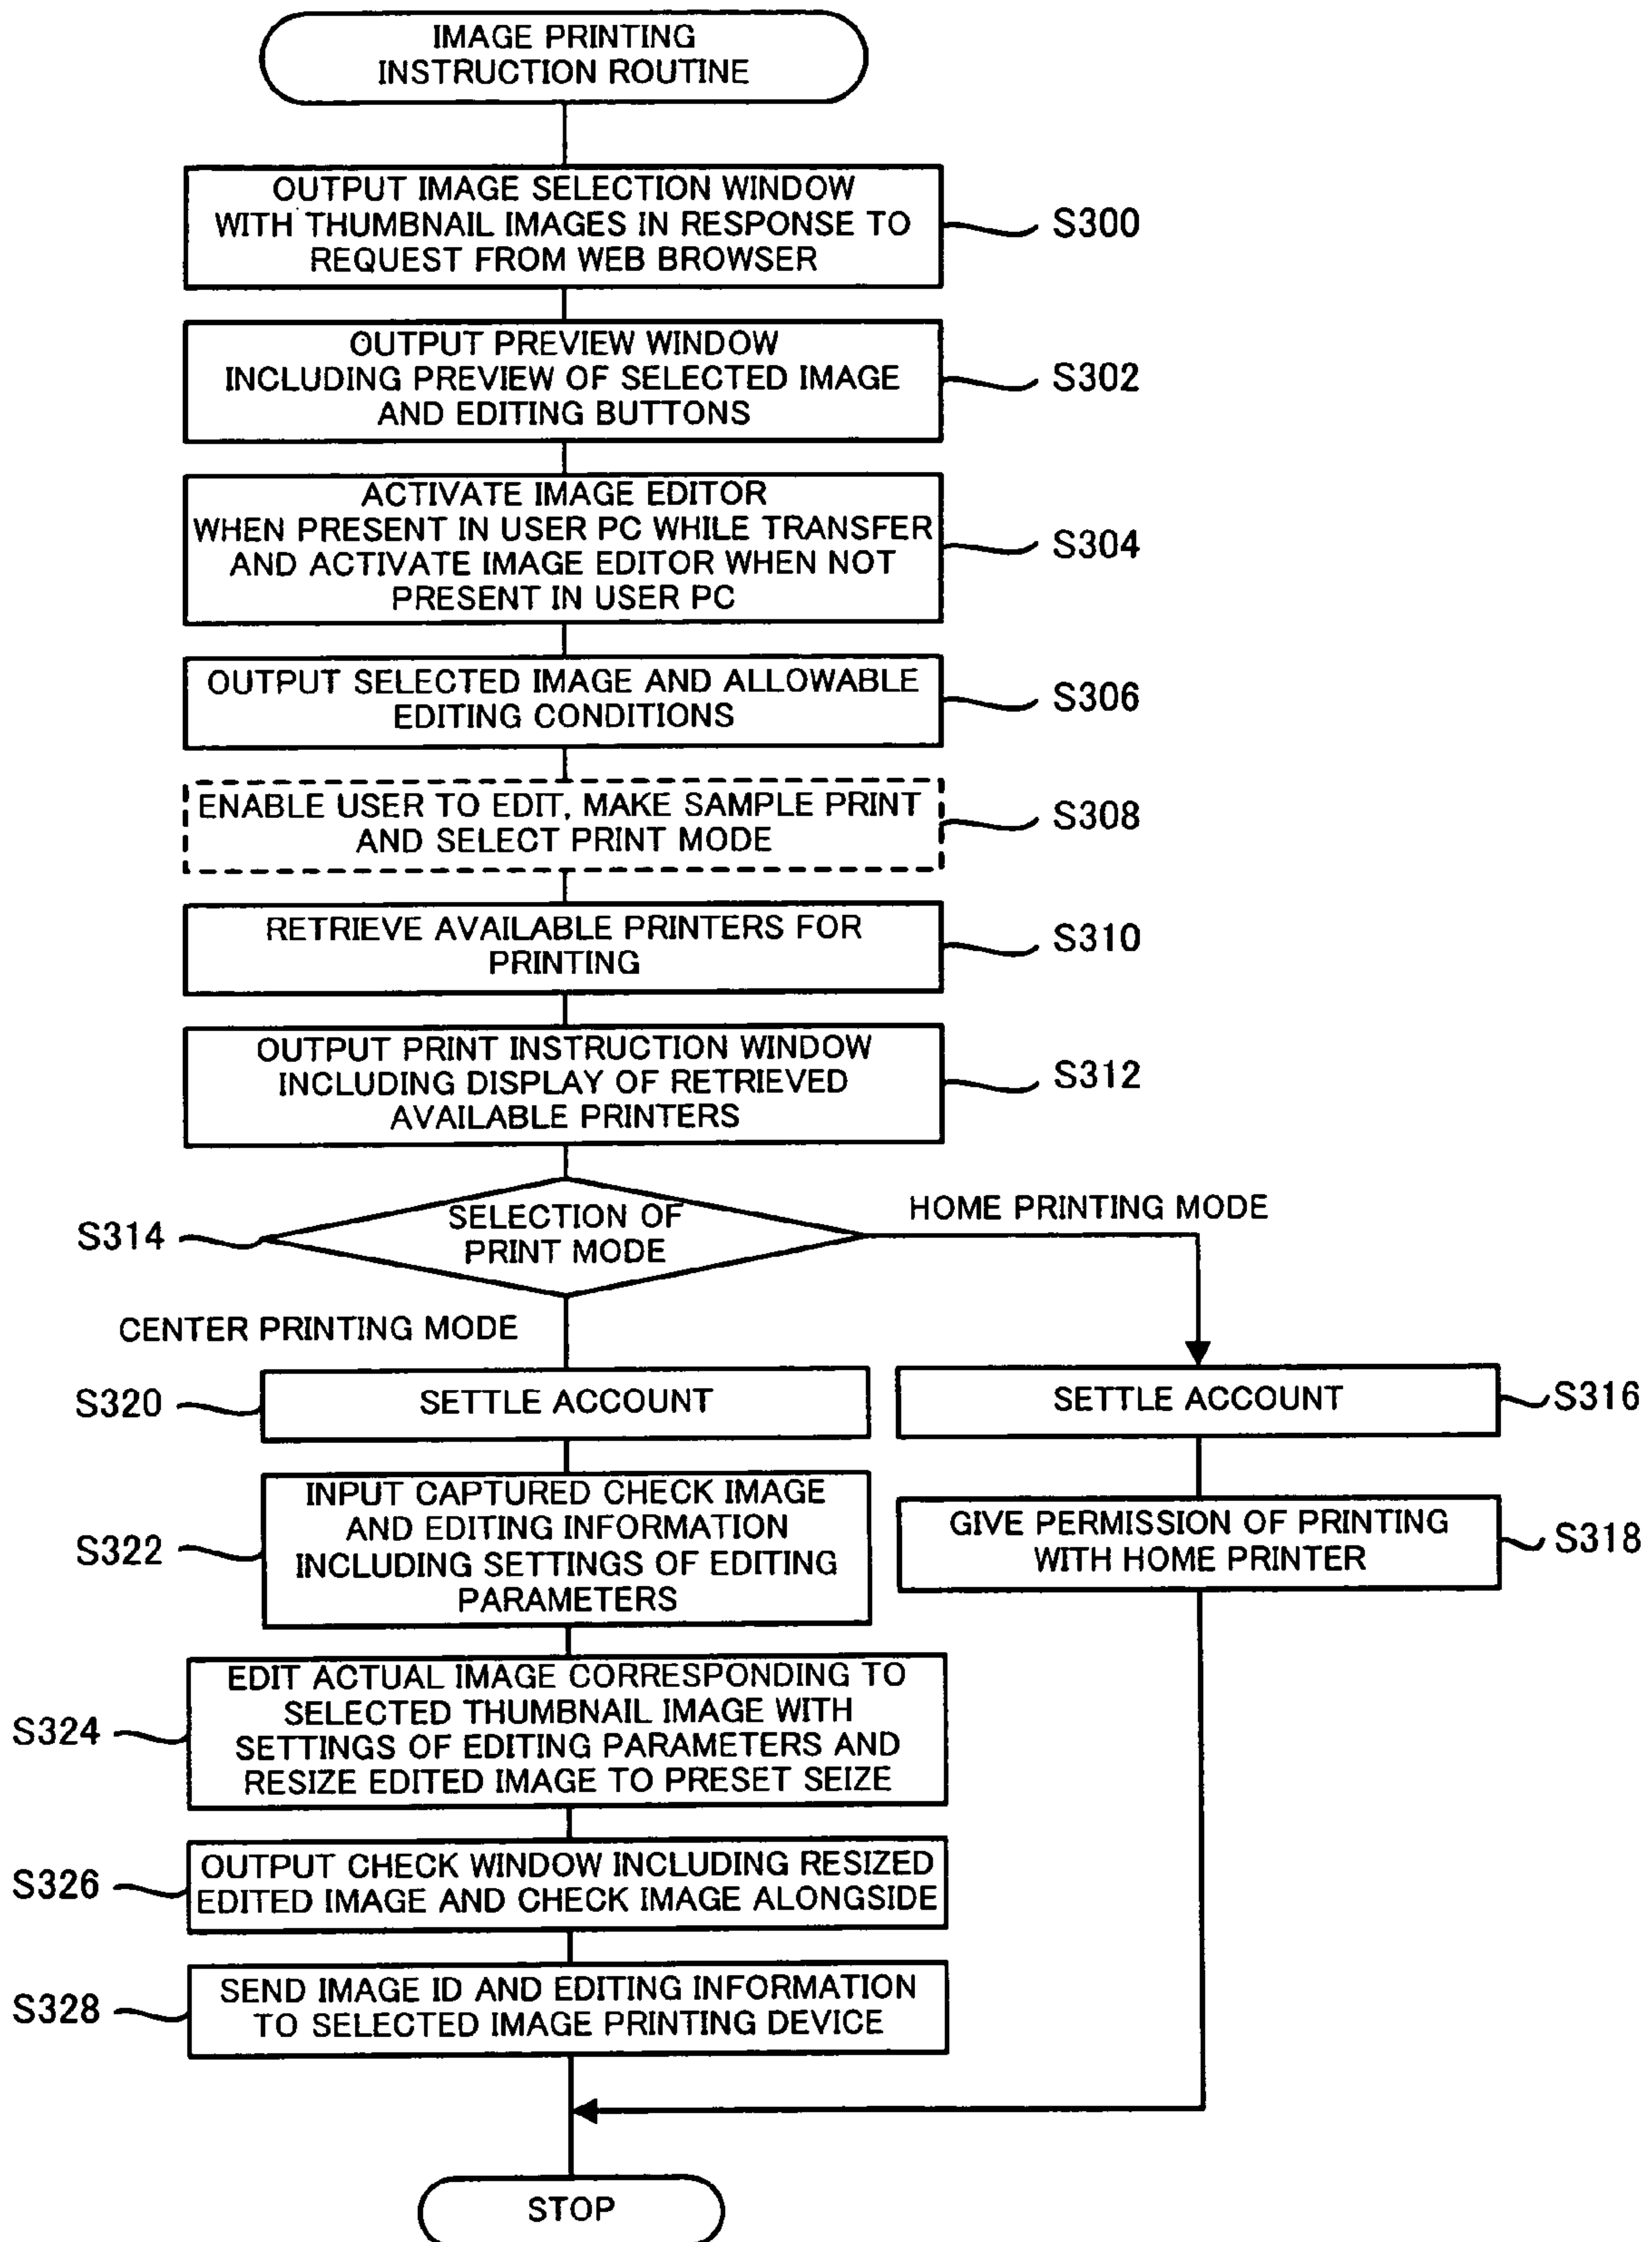 IMAGE PRINTING
INSTRUCTION ROUTINE
OUTPUT IMAGE SELECTION WINDOW
WITH THUMBNAIL IMAGES IN RESPONSE TO
REQUEST FROM WEB BROWSER
S300
OUTPUT PREVIEW WINDOW
INCLUDING PREVIEW OF SELECTED IMAGE
AND EDITING BUTTONS
S302
ACTIVATE IMAGE EDITOR
WHEN PRESENT IN USER PC WHILE TRANSFER
AND ACTIVATE IMAGE EDITOR WHEN NOT
PRESENT IN USER PC
S304
OUTPUT SELECTED IMAGE AND ALLOWABLE
EDITING CONDITIONS
S306
ENABLE USER TO EDIT, MAKE SAMPLE PRINT
AND SELECT PRINT MODE
S308
RETRIEVE AVAILABLE PRINTERS FOR
PRINTING
S310
OUTPUT PRINT INSTRUCTION WINDOW
INCLUDING DISPLAY OF RETRIEVED
AVAILABLE PRINTERS
S312
S314
SELECTION OF
PRINT MODE
HOME PRINTING MODE
CENTER PRINTING MODE
S320
SETTLE ACCOUNT
SETTLE ACCOUNT
S316
S322
INPUT CAPTURED CHECK IMAGE
AND EDITING INFORMATION
INCLUDING SETTINGS OF EDITING
PARAMETERS
GIVE PERMISSION OF PRINTING
WITH HOME PRINTER
S318
S324
EDIT ACTUAL IMAGE CORRESPONDING TO
SELECTED THUMBNAIL IMAGE WITH
SETTINGS OF EDITING PARAMETERS AND
RESIZE EDITED IMAGE TO PRESET SEIZE
S326
OUTPUT CHECK WINDOW INCLUDING RESIZED
EDITED IMAGE AND CHECK IMAGE ALONGSIDE
S328
SEND IMAGE ID AND EDITING INFORMATION
TO SELECTED IMAGE PRINTING DEVICE
STOP